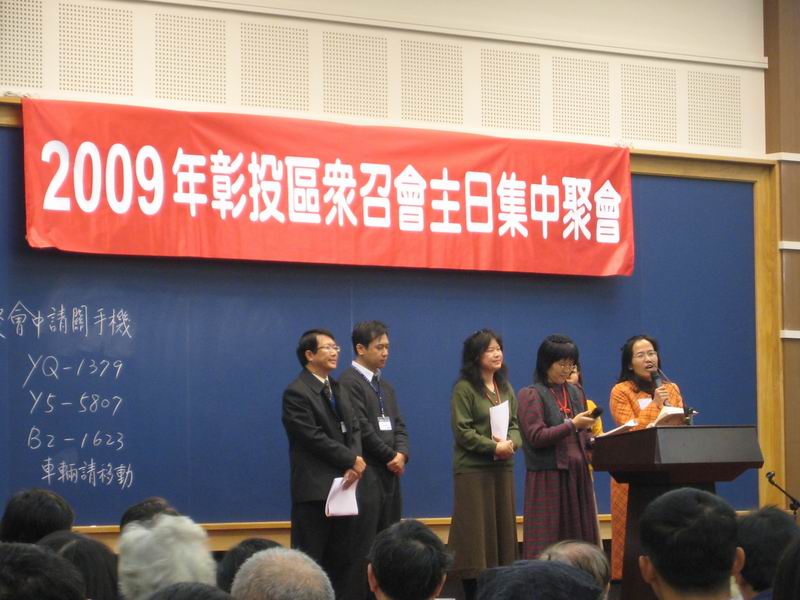 2009年彰投區衆召會主日集中聚會
聚會中請關手機
YQ-1379
Y5-5807
B2-1623
車輛請移動